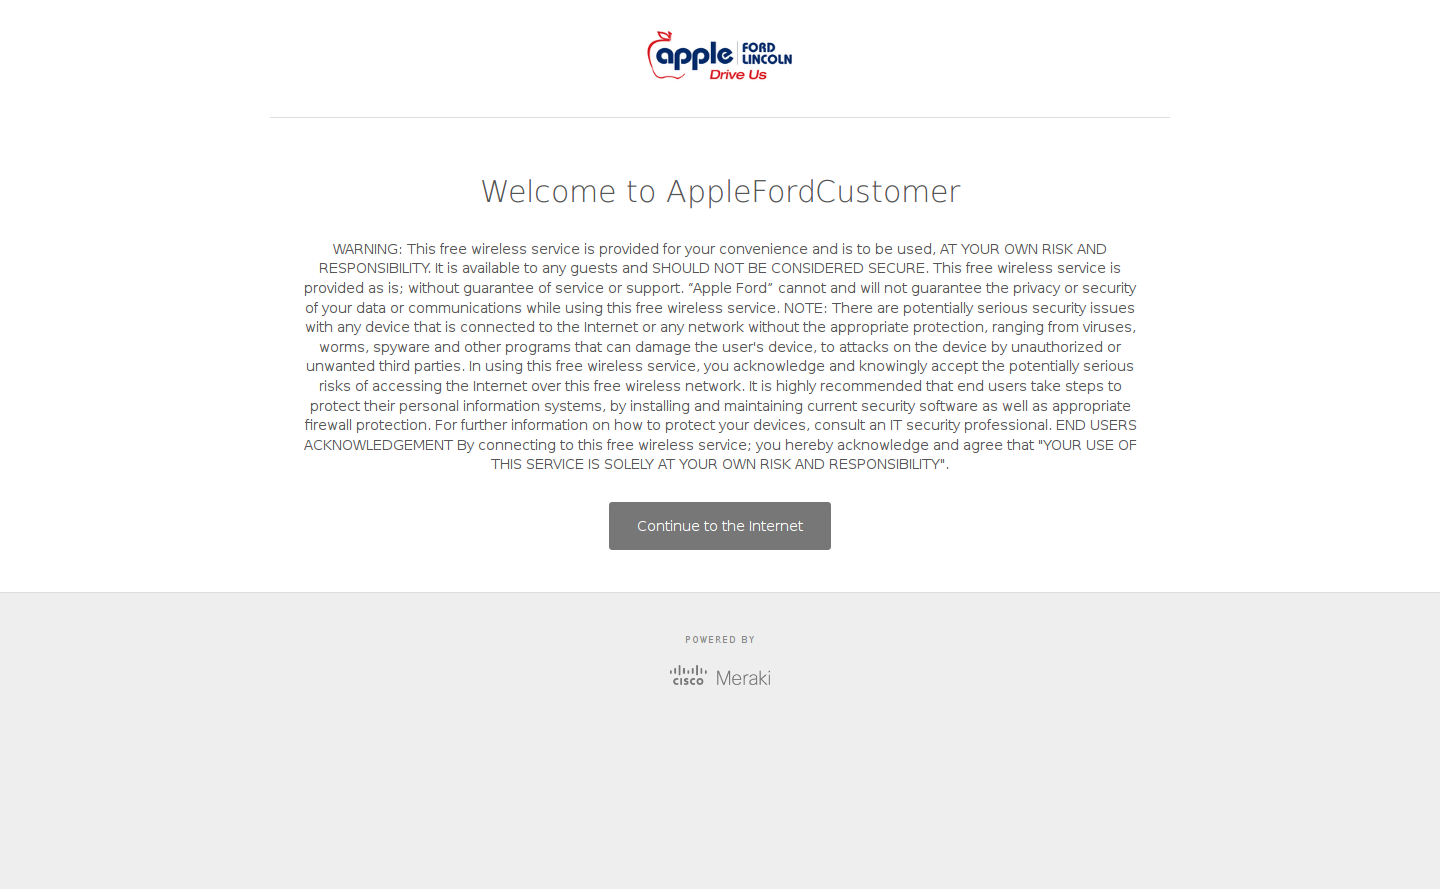 apple FORD
LINCOLN
Drive Us
Welcome to AppleFordCustomer
WARNING: This free wireless service is provided for your convenience and is to be used, AT YOUR OWN RISK AND
RESPONSIBILITY. It is available to any guests and SHOULD NOT BE CONSIDERED SECURE. This free wireless service is
provided as is; without guarantee of service or support. “Apple Ford” cannot and will not guarantee the privacy or security
of your data or communications while using this free wireless service. NOTE: There are potentially serious security issues
with any device that is connected to the Internet or any network without the appropriate protection, ranging from viruses,
worms, spyware and other programs that can damage the user's device, to attacks on the device by unauthorized or
unwanted third parties. In using this free wireless service, you acknowledge and knowingly accept the potentially serious
risks of accessing the Internet over this free wireless network. It is highly recommended that end users take steps to
protect their personal information systems, by installing and maintaining current security software as well as appropriate
firewall protection. For further information on how to protect your devices, consult an IT security professional. END USERS
ACKNOWLEDGEMENT By connecting to this free wireless service; you hereby acknowledge and agree that "YOUR USE OF
THIS SERVICE IS SOLELY AT YOUR OWN RISK AND RESPONSIBILITY".
Continue to the Internet
POWERED BY
CISCO Meraki